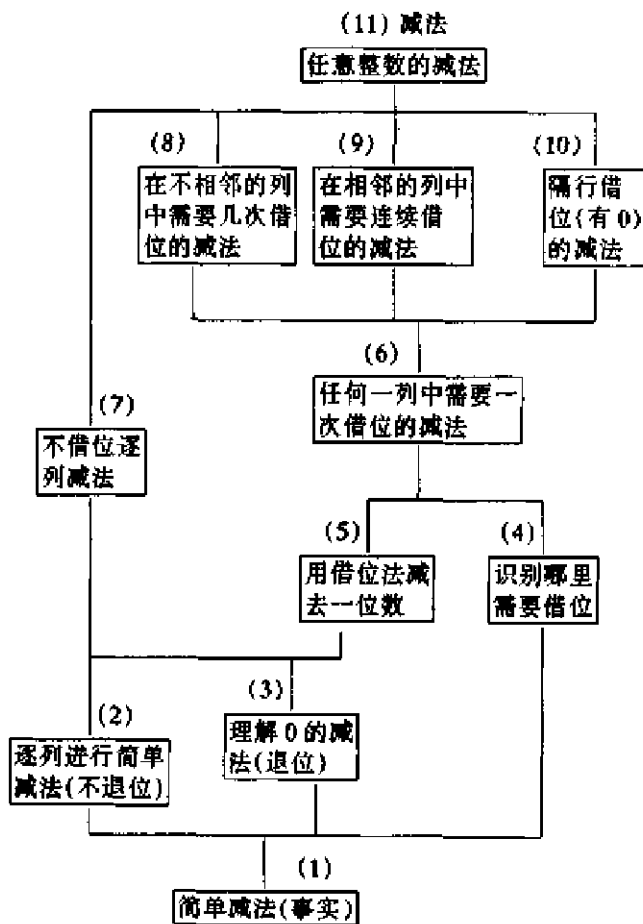 (11) 减法
任意整数的减法
(8)
在不相邻的列
中需要几次借
位的减法
(9)
在相邻的列中
需要连续借
位的减法
(10)
隔行借
位(有0)
的减法
(6)
任何一列中需要一
次借位的减法
(7)
不借位逐
列减法
(5)
用借位法减
去一位数
(4)
识别哪里
需要借位
(3)
理解0的减
法(退位)
(2)
逐列进行简单
减法(不退位)
(1)
简单减法(事实)